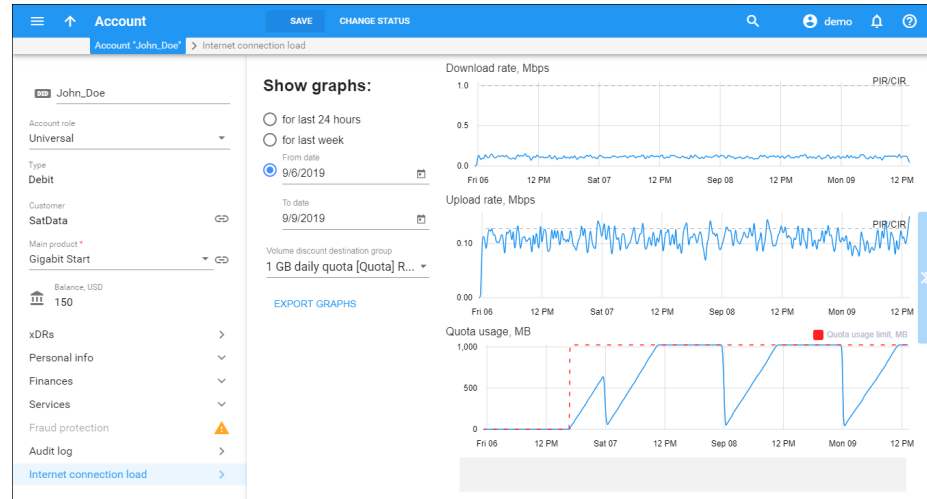 Account SAVE CHANGE STATUS demo
Account "John_Doe" Internet connection load
John_Doe
Account role
Universal
Type
Debit
Customer
SatData
Main product *
Gigabit Start
Balance, USD
150
xDRs
Personal info
Finances
Services
Fraud protection
Audit log
Internet connection load
Show graphs:
for last 24 hours
for last week
From date
9/6/2019
To date
9/9/2019
Volume discount destination group
1 GB daily quota [Quota] R...
EXPORT GRAPHS
Download rate, Mbps
PIR/CIR
1.0
0.5
0.0
Fri 06 12 PM Sat 07 12 PM Sep 08 12 PM Mon 09 12 PM
Upload rate, Mbps
PIR/CIR
0.10
0.00
Fri 06 12 PM Sat 07 12 PM Sep 08 12 PM Mon 09 12 PM
Quota usage, MB
Quota usage limit, MB
1,000
500
0
Fri 06 12 PM Sat 07 12 PM Sep 08 12 PM Mon 09 12 PM